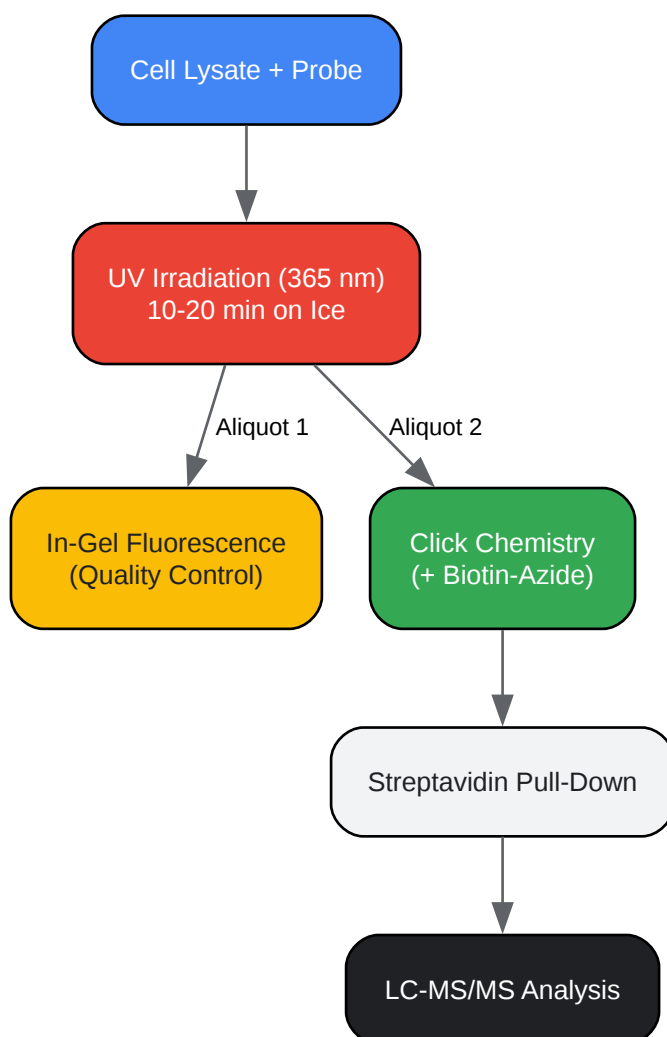 Cell Lysate + Probe
UV Irradiation (365 nm)
10-20 min on Ice
Aliquot 1
Aliquot 2
In-Gel Fluorescence
(Quality Control)
Click Chemistry
(+ Biotin-Azide)
Streptavidin Pull-Down
LC-MS/MS Analysis